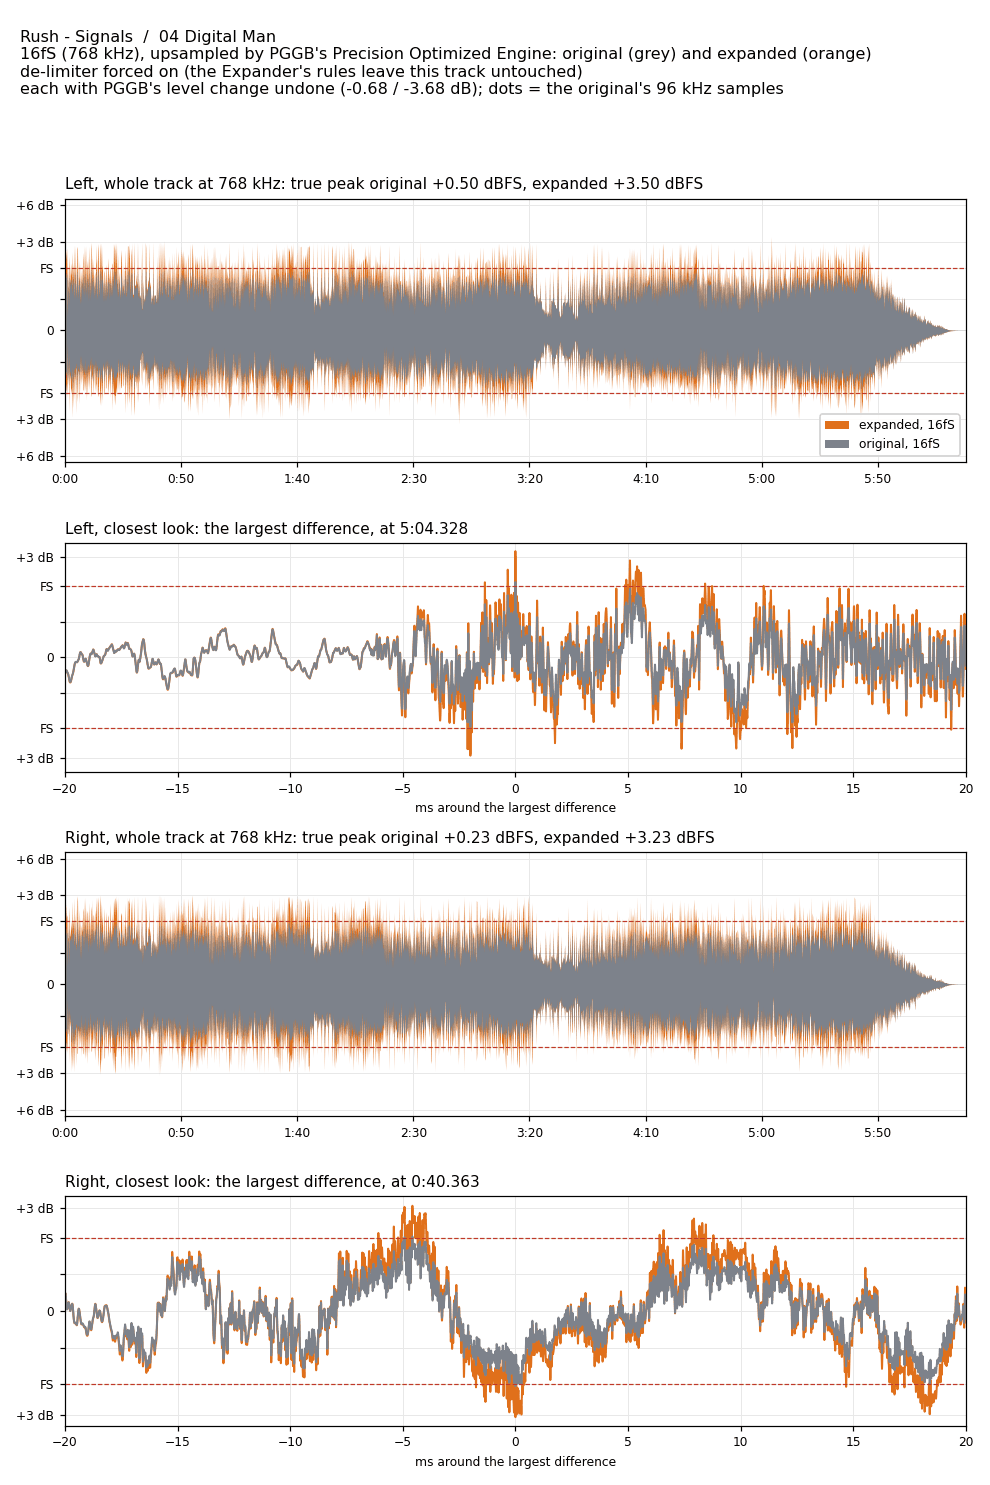 Rush - Signals  /  04 Digital Man
16fS (768 kHz), upsampled by PGGB's Precision Optimized Engine: original (grey) and expanded (orange)
de-limiter forced on (the Expander's rules leave this track untouched)
each with PGGB's level change undone (-0.68 / -3.68 dB); dots = the original's 96 kHz samples
Left, whole track at 768 kHz: true peak original +0.50 dBFS, expanded +3.50 dBFS
+6 dB
+3 dB
FS
0
FS
+3 dB
+6 dB
expanded, 16fS
original, 16fS
0:00 0:50 1:40 2:30 3:20 4:10 5:00 5:50
Left, closest look: the largest difference, at 5:04.328
+3 dB
FS
0
FS
+3 dB
−20 −15 −10 −5 0 5 10 15 20
ms around the largest difference
Right, whole track at 768 kHz: true peak original +0.23 dBFS, expanded +3.23 dBFS
+6 dB
+3 dB
FS
0
FS
+3 dB
+6 dB
0:00 0:50 1:40 2:30 3:20 4:10 5:00 5:50
Right, closest look: the largest difference, at 0:40.363
+3 dB
FS
0
FS
+3 dB
−20 −15 −10 −5 0 5 10 15 20
ms around the largest difference